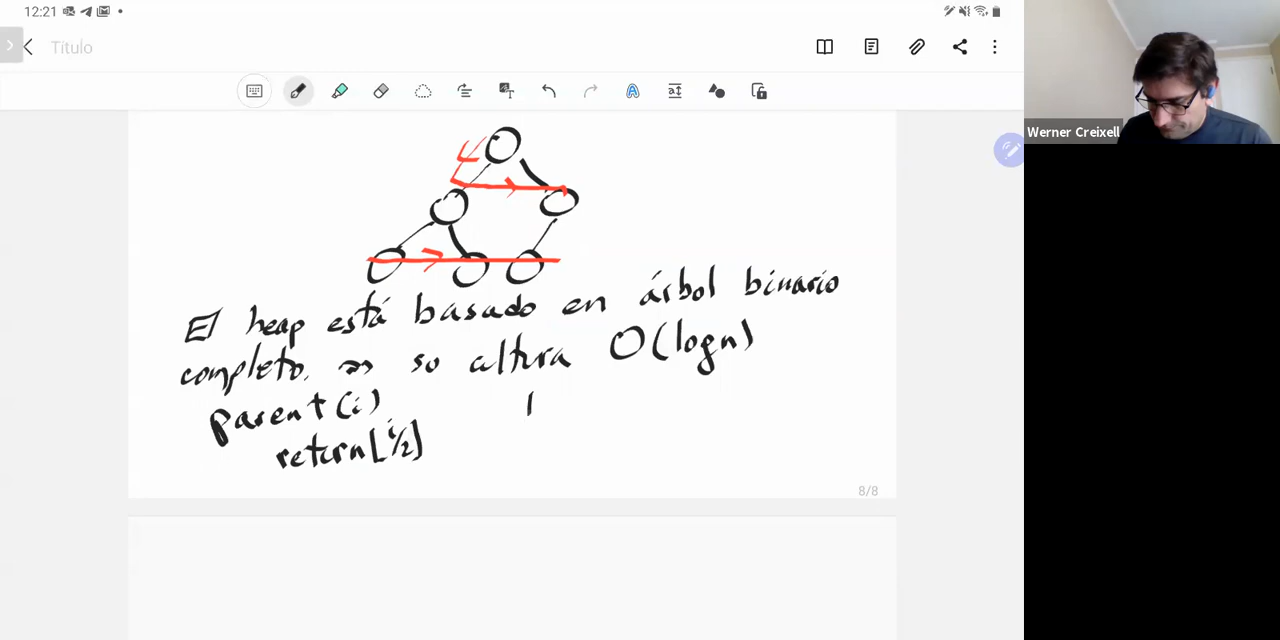 12:21
Título
Werner Creixell
El heap está basado en árbol binario
completo. ⇒ su altura O(log n)
parent(i)
return[i/2]
8/8